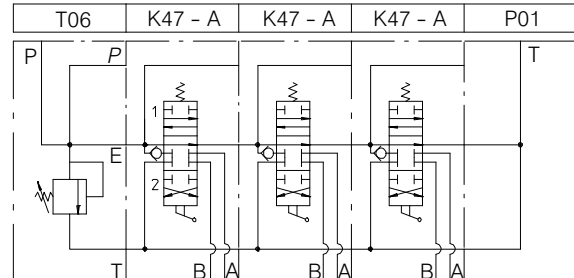 T06 K47 - A K47 - A K47 - A P01
P P T
1
E
2
T B A B A B A